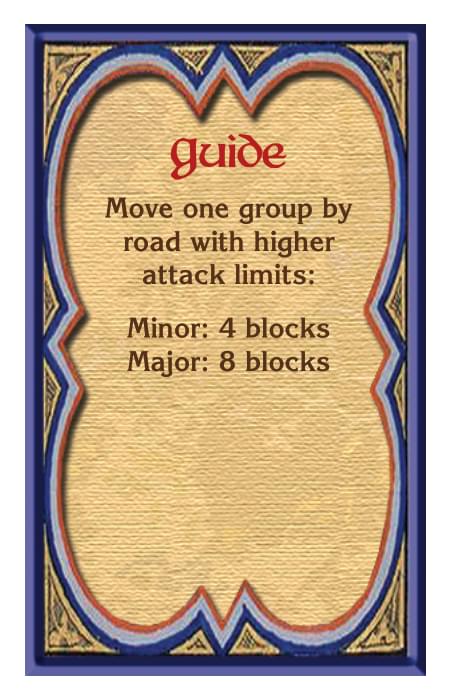 guide
Move one group by
road with higher
attack limits:
Minor: 4 blocks
Major: 8 blocks